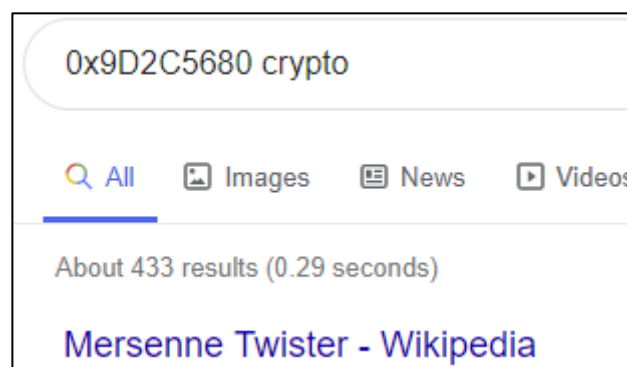 0x9D2C5680 crypto
All Images News Videos
About 433 results (0.29 seconds)
Mersenne Twister - Wikipedia